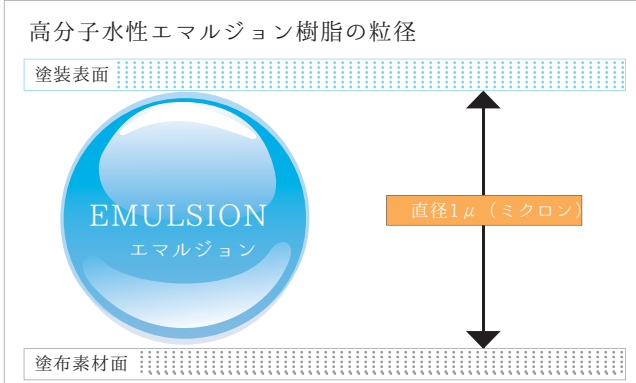 高分子水性エマルジョン樹脂の粒径
塗装表面
EMULSION
エマルジョン
直径1μ（ミクロン）
塗布素材面